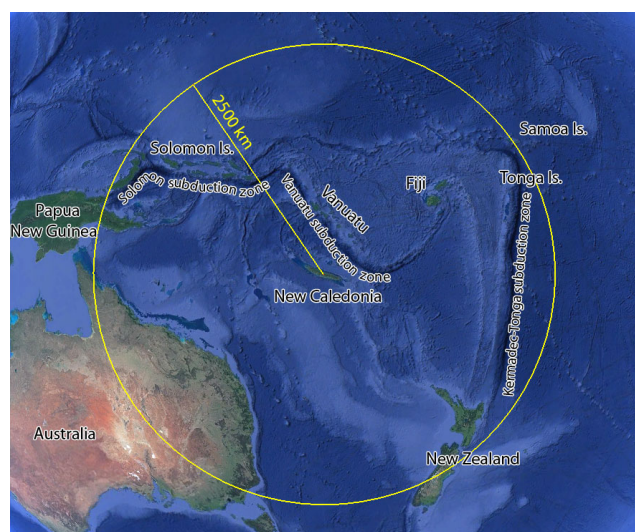 2500 km
Samoa Is.
Solomon Is.
Tonga Is.
Fiji
Solomon subduction zone
Vanuatu
Vanuatu subduction zone
Papua
New Guinea
Kermadec-Tonga subduction zone
New Caledonia
Australia
New Zealand